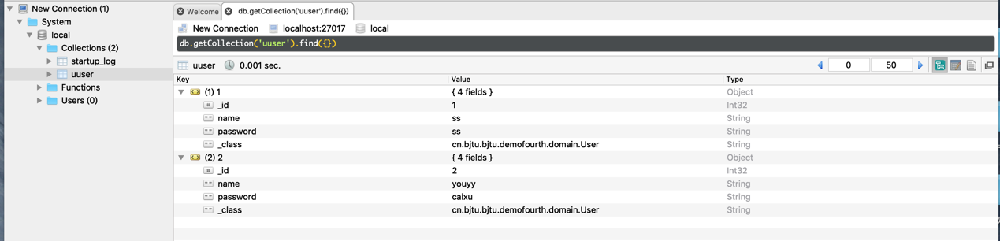 New Connection (1)
System
local
Collections (2)
startup_log
uuser
Functions
Users (0)
Welcome
db.getCollection('uuser').find({})
New Connection localhost:27017 local
db.getCollection('uuser').find({})
uuser 0.001 sec. 0 50
Key Value Type
(1) 1 { 4 fields } Object
_id 1 Int32
name ss String
password ss String
_class cn.bjtu.bjtu.demofourth.domain.User String
(2) 2 { 4 fields } Object
_id 2 Int32
name youyy String
password caixu String
_class cn.bjtu.bjtu.demofourth.domain.User String